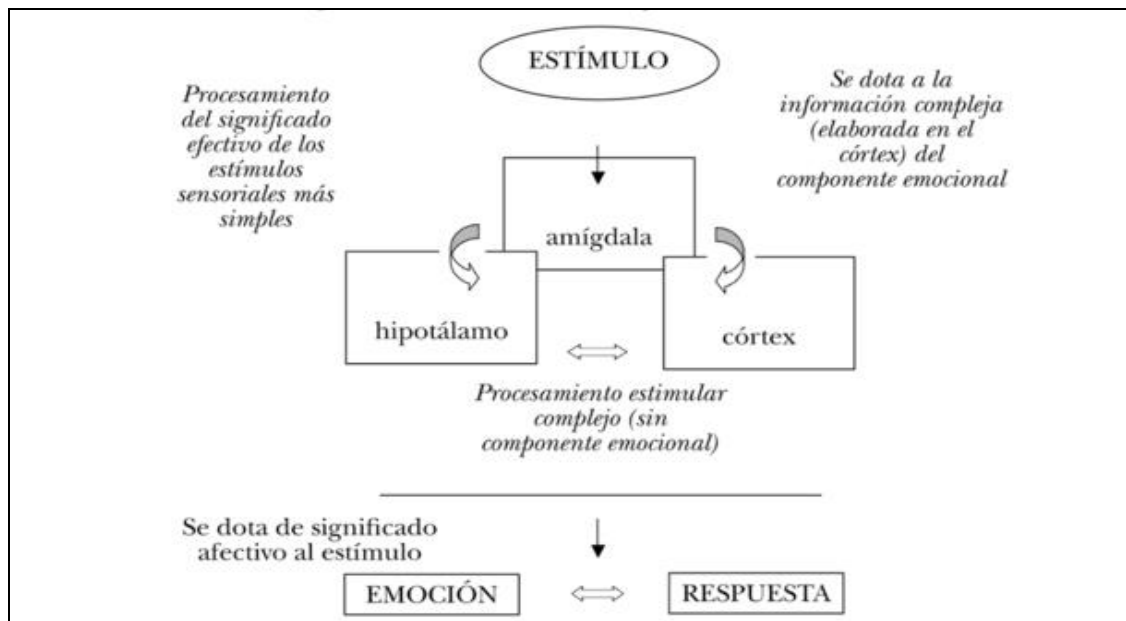 ESTÍMULO
Procesamiento
del significado
efectivo de los
estímulos
sensoriales más
simples
Se dota a la
información compleja
(elaborada en el
córtex) del
componente emocional
amígdala
hipotálamo
córtex
Procesamiento estimular
complejo (sin
componente emocional)
Se dota de significado
afectivo al estímulo
EMOCIÓN
RESPUESTA